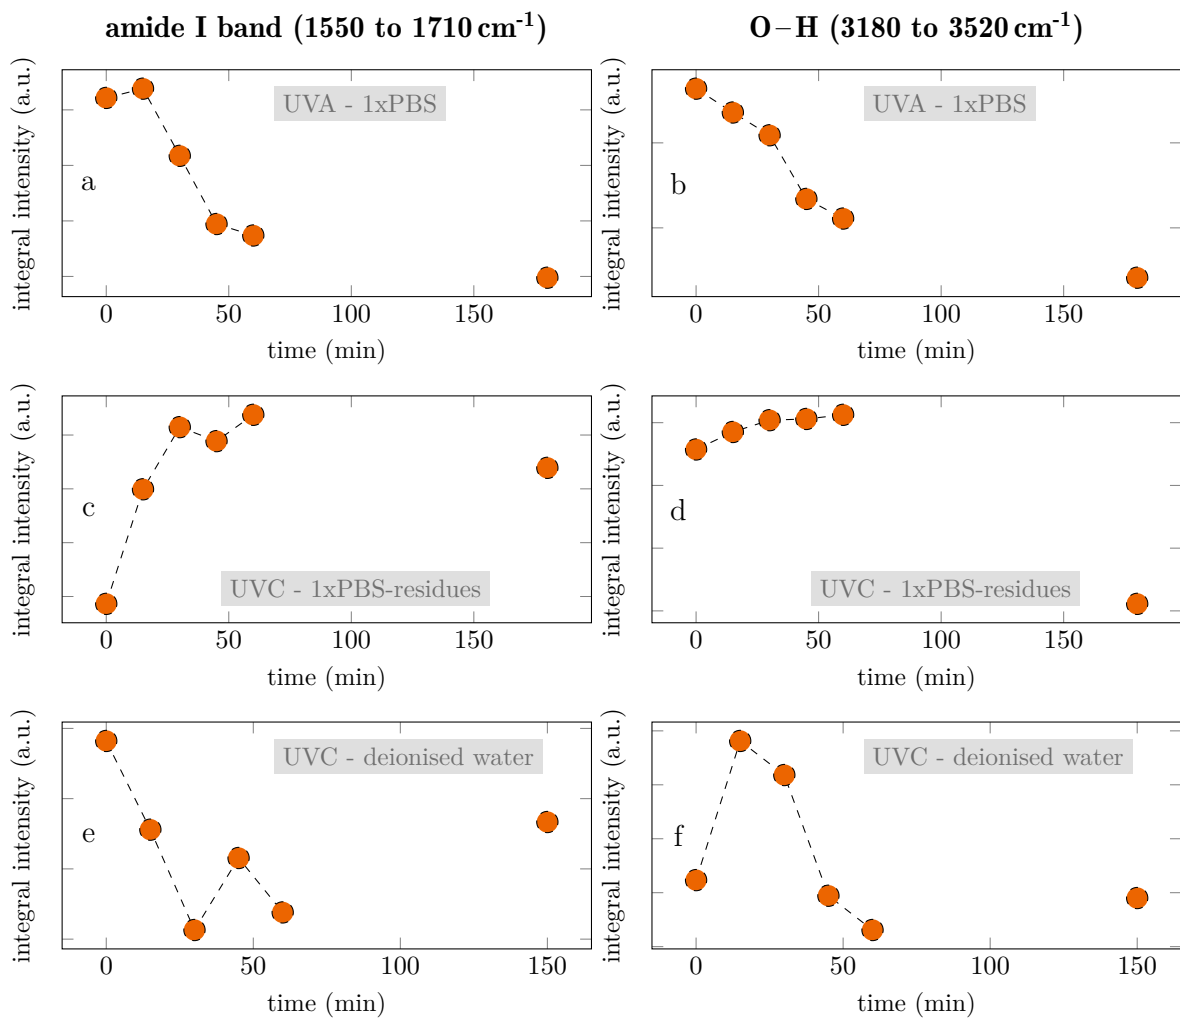 amide I band (1550 to 1710 cm⁻¹)
O–H (3180 to 3520 cm⁻¹)
integral intensity (a.u.)
UVA - 1xPBS
a
0 50 100 150
time (min)
integral intensity (a.u.)
UVA - 1xPBS
b
0 50 100 150
time (min)
integral intensity (a.u.)
c
UVC - 1xPBS-residues
0 50 100 150
time (min)
integral intensity (a.u.)
d
UVC - 1xPBS-residues
0 50 100 150
time (min)
integral intensity (a.u.)
UVC - deionised water
e
0 50 100 150
time (min)
integral intensity (a.u.)
UVC - deionised water
f
0 50 100 150
time (min)